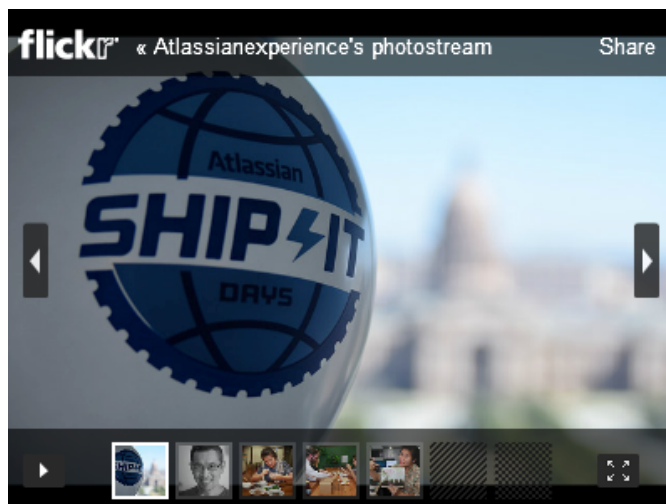 flickr « Atlassianexperience's photostream Share
Atlassian
SHIP IT
DAYS